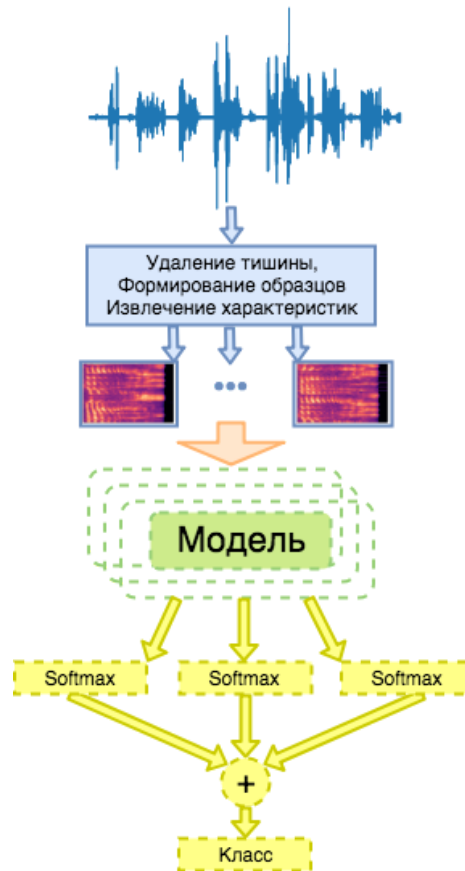 Удаление тишины,
Формирование образцов
Извлечение характеристик
Модель
Softmax
Softmax
Softmax
+
Класс